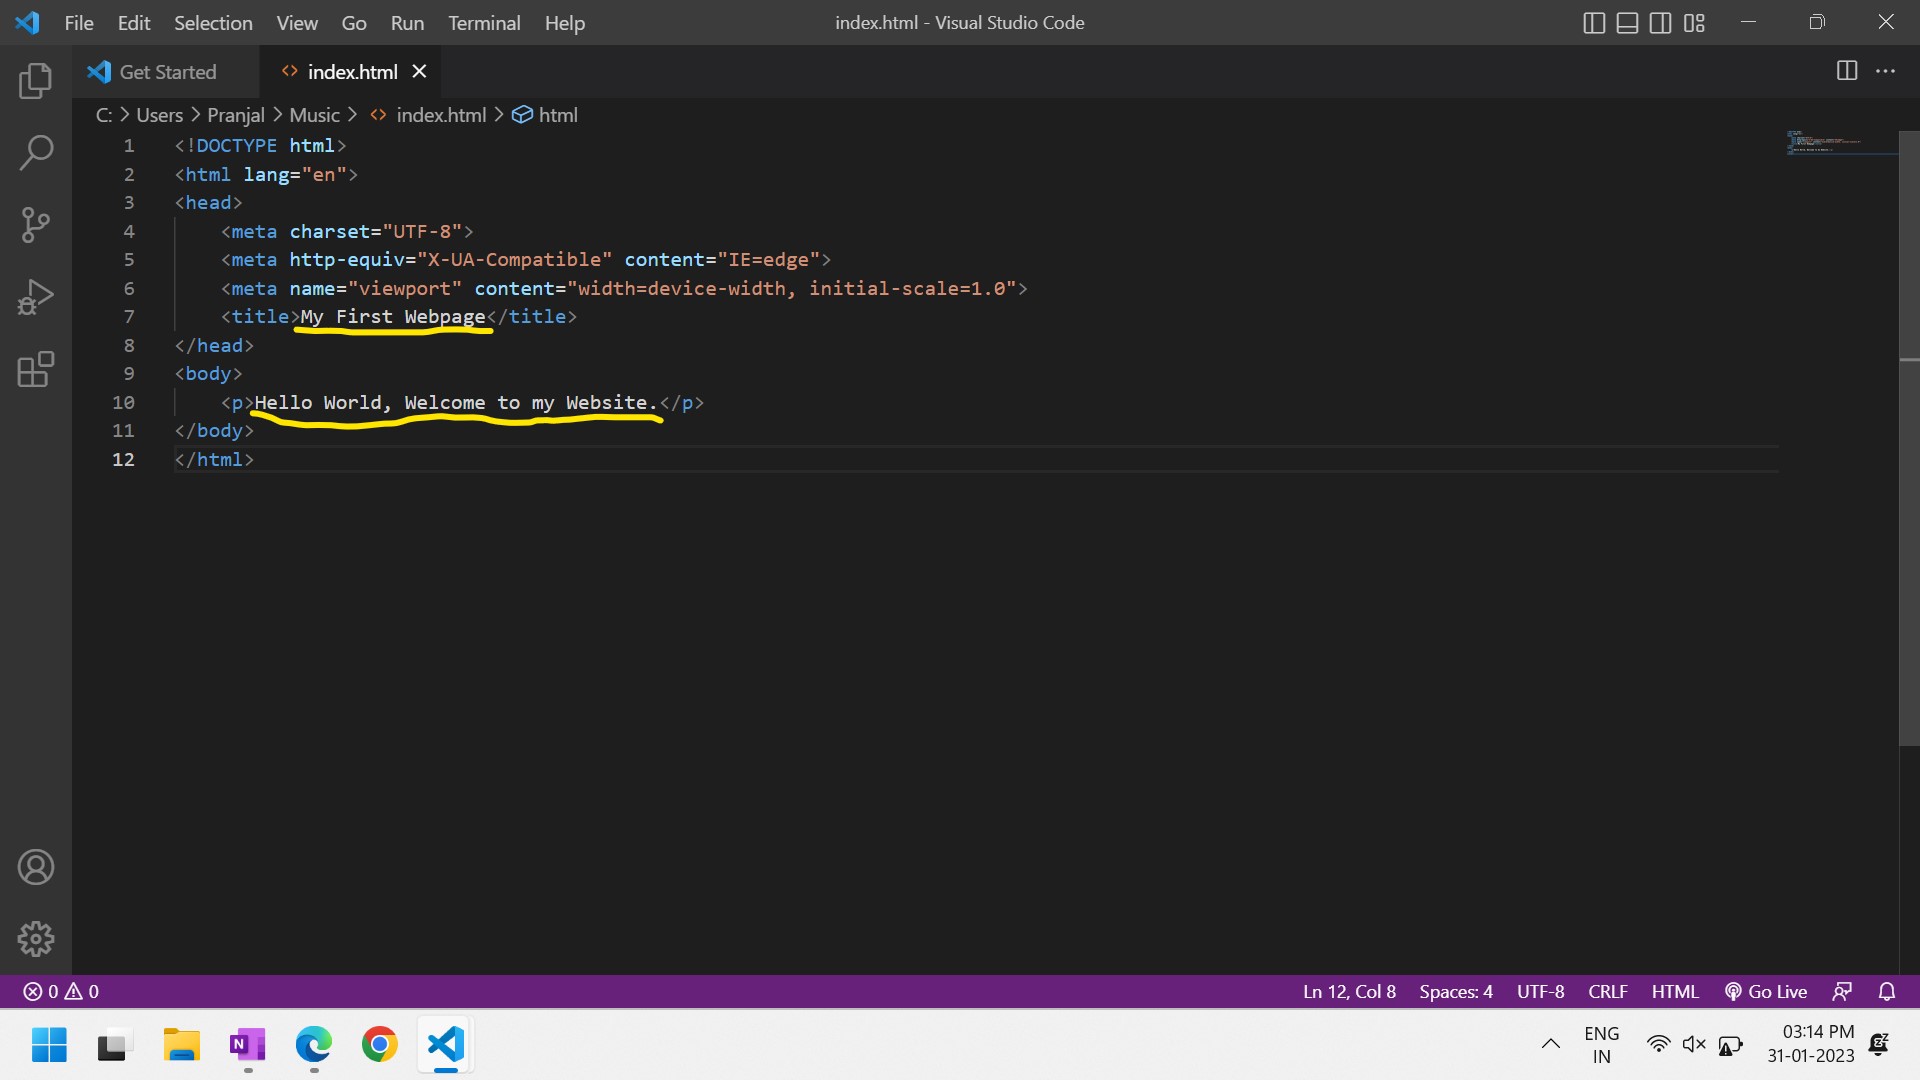 File Edit Selection View Go Run Terminal Help index.html - Visual Studio Code
Get Started index.html
C: > Users > Pranjal > Music > index.html > html
1 <!DOCTYPE html>
2 <html lang="en">
3 <head>
4 <meta charset="UTF-8">
5 <meta http-equiv="X-UA-Compatible" content="IE=edge">
6 <meta name="viewport" content="width=device-width, initial-scale=1.0">
7 <title>My First Webpage</title>
8 </head>
9 <body>
10 <p>Hello World, Welcome to my Website.</p>
11 </body>
12 </html>
0 0 Ln 12, Col 8 Spaces: 4 UTF-8 CRLF HTML Go Live
N ENG 03:14 PM
IN 31-01-2023